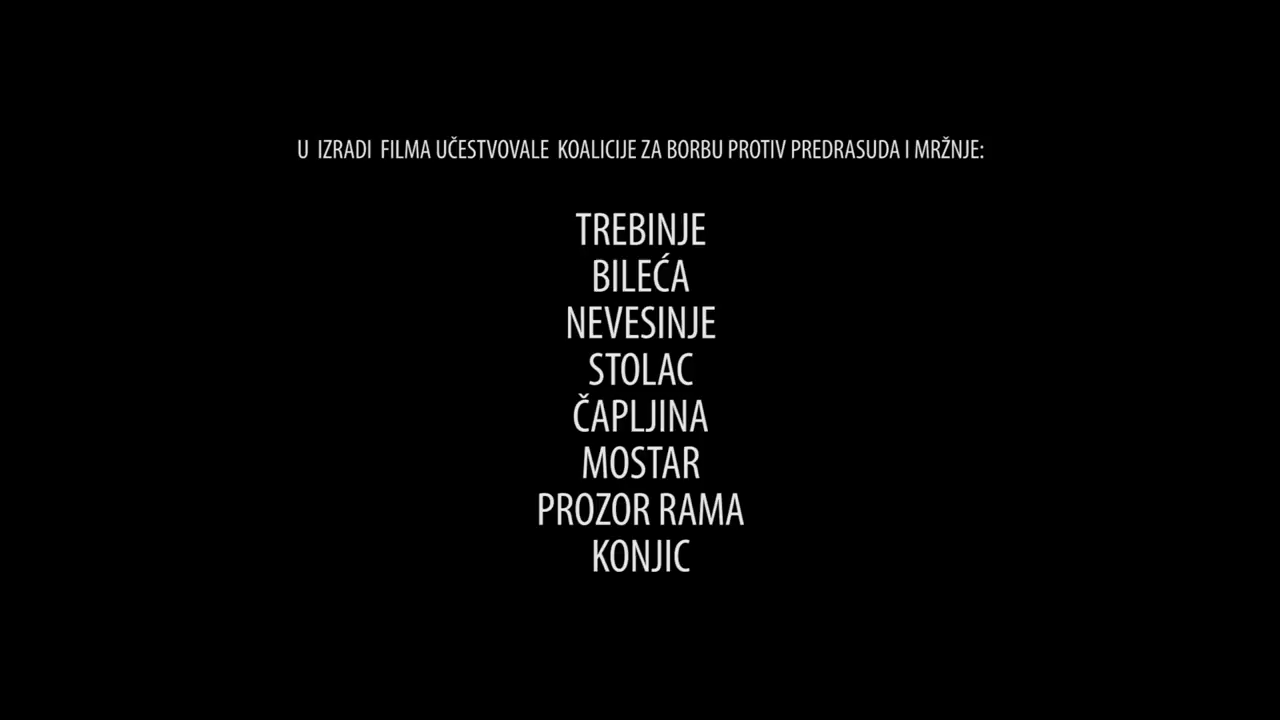 U IZRADI FILMA UČESTVOVALE KOALICIJE ZA BORBU PROTIV PREDRASUDA I MRŽNJE:
TREBINJE
BILEĆA
NEVESINJE
STOLAC
ČAPLJINA
MOSTAR
PROZOR RAMA
KONJIC